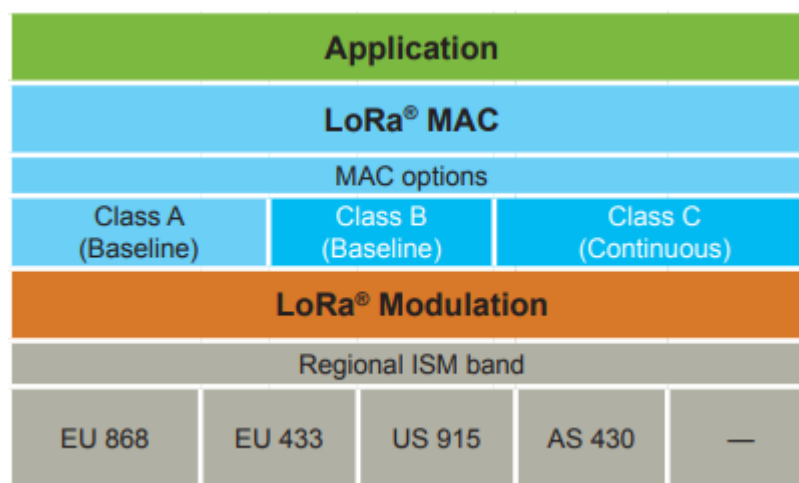 Application
LoRa® MAC
MAC options
Class A
(Baseline)
Class B
(Baseline)
Class C
(Continuous)
LoRa® Modulation
Regional ISM band
EU 868
EU 433
US 915
AS 430
—